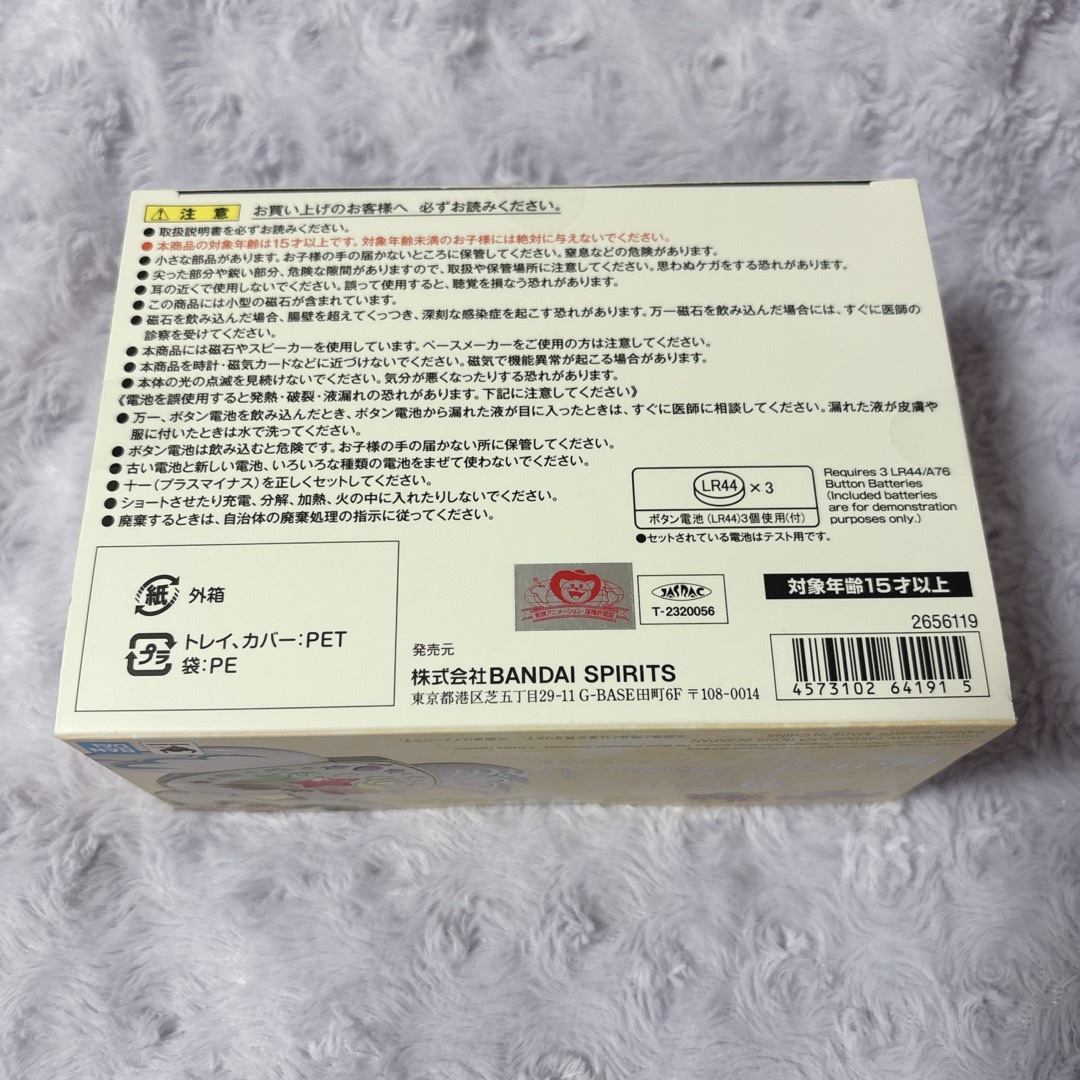 注意 お買い上げのお客様へ 必ずお読みください。
●取扱説明書を必ずお読みください。
●本商品の対象年齢は15才以上です。対象年齢未満のお子様には絶対に与えないでください。
●小さな部品があります。お子様の手の届かないところに保管してください。窒息などの危険があります。
●尖った部分や鋭い部分、危険な隙間がありますので、取扱や保管場所に注意してください。思わぬケガをする恐れがあります。
●耳の近くで使用しないでください。誤って使用すると、聴覚を損なう恐れがあります。
●この商品には小型の磁石が含まれています。
●磁石を飲み込んだ場合、腸壁を超えてくっつき、深刻な感染症を起こす恐れがあります。万一磁石を飲み込んだ場合には、すぐに医師の
診察を受けてください。
●本商品には磁石やスピーカーを使用しています。ペースメーカーをご使用の方は注意してください。
●本商品を時計・磁気カードなどに近づけないでください。磁気で機能異常が起こる場合があります。
●本体の光の点滅を見続けないでください。気分が悪くなったりする恐れがあります。
《電池を誤使用すると発熱・破裂・液漏れの恐れがあります。下記に注意してください》
●万一、ボタン電池を飲み込んだとき、ボタン電池から漏れた液が目に入ったときは、すぐに医師に相談してください。漏れた液が皮膚や
服に付いたときは水で洗ってください。
●ボタン電池は飲み込むと危険です。お子様の手の届かない所に保管してください。
●古い電池と新しい電池、いろいろな種類の電池をまぜて使わないでください。
●+-(プラスマイナス)を正しくセットしてください。
●ショートさせたり充電、分解、加熱、火の中に入れたりしないでください。
●廃棄するときは、自治体の廃棄処理の指示に従ってください。
LR44 × 3
ボタン電池(LR44)3個使用(付)
Requires 3 LR44/A76
Button Batteries
(Included batteries
are for demonstration
purposes only.)
●セットされている電池はテスト用です。
紙 外箱
プラ トレイ、カバー:PET
袋:PE
東映アニメーション・版権許諾証
JASRAC
T-2320056
対象年齢15才以上
2656119
発売元
株式会社BANDAI SPIRITS
東京都港区芝五丁目29-11 G-BASE田町6F 〒108-0014
4573102 64191 5